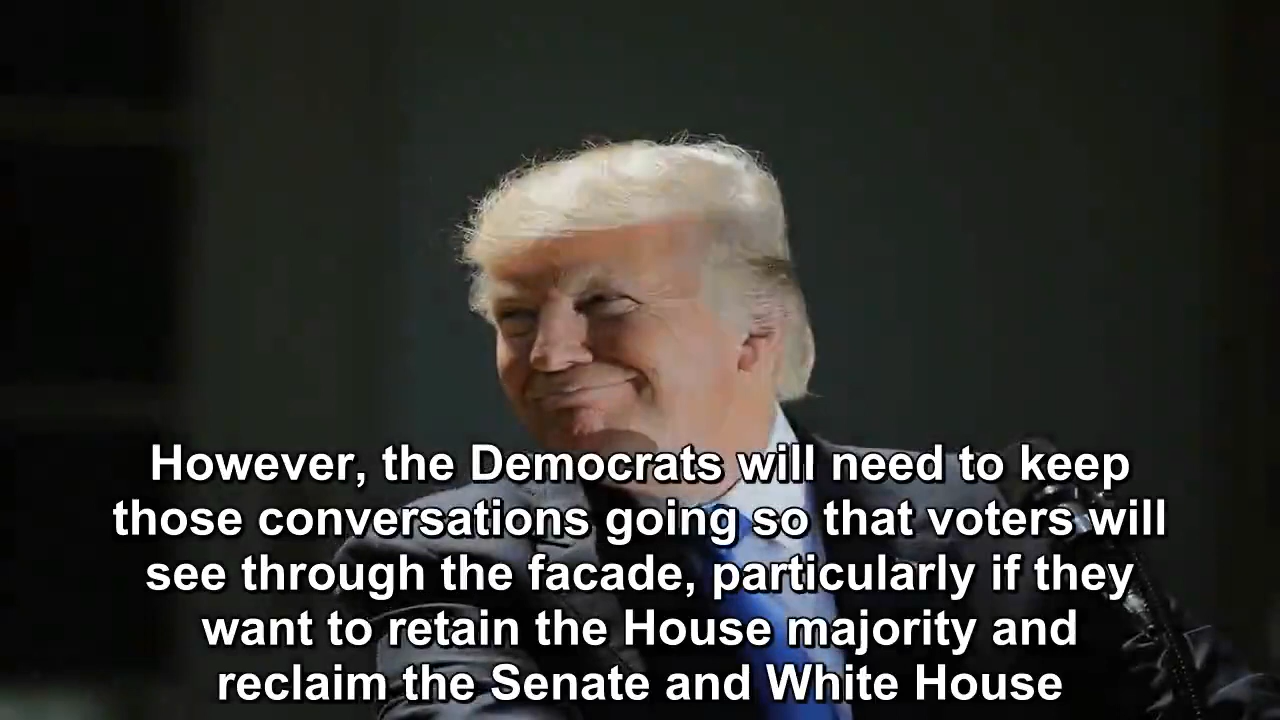 However, the Democrats will need to keep
those conversations going so that voters will
see through the facade, particularly if they
want to retain the House majority and
reclaim the Senate and White House